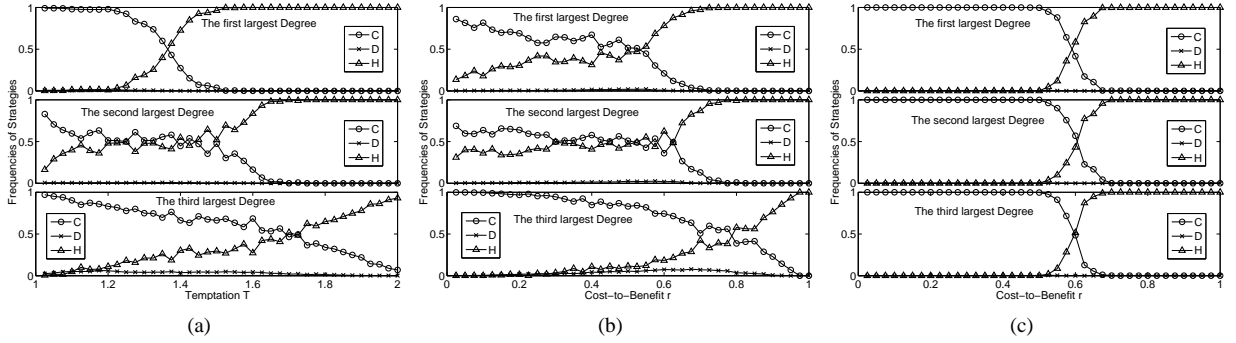 Frequencies of Strategies
The first largest Degree
C
D
H
0
0.5
1
The second largest Degree
C
D
H
0
0.5
1
The third largest Degree
C
D
H
0
0.5
1
1 1.2 1.4 1.6 1.8 2
Temptation T
(a)
Frequencies of Strategies
The first largest Degree
C
D
H
0
0.5
1
The second largest Degree
C
D
H
0
0.5
1
The third largest Degree
C
D
H
0
0.5
1
0 0.2 0.4 0.6 0.8 1
Cost−to−Benefit r
(b)
Frequencies of Strategies
The first largest Degree
C
D
H
0
0.5
1
The second largest Degree
C
D
H
0
0.5
1
The third largest Degree
C
D
H
0
0.5
1
0 0.2 0.4 0.6 0.8 1
Cost−to−Benefit r
(c)